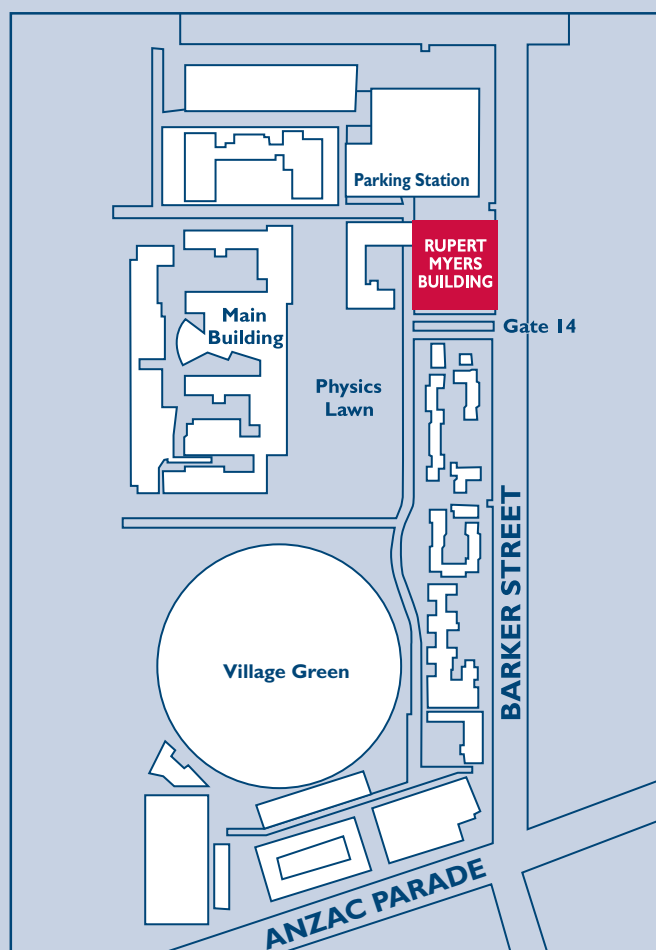 Parking Station
RUPERT
MYERS
BUILDING
Gate 14
Main
Building
Physics
Lawn
BARKER STREET
Village Green
ANZAC PARADE